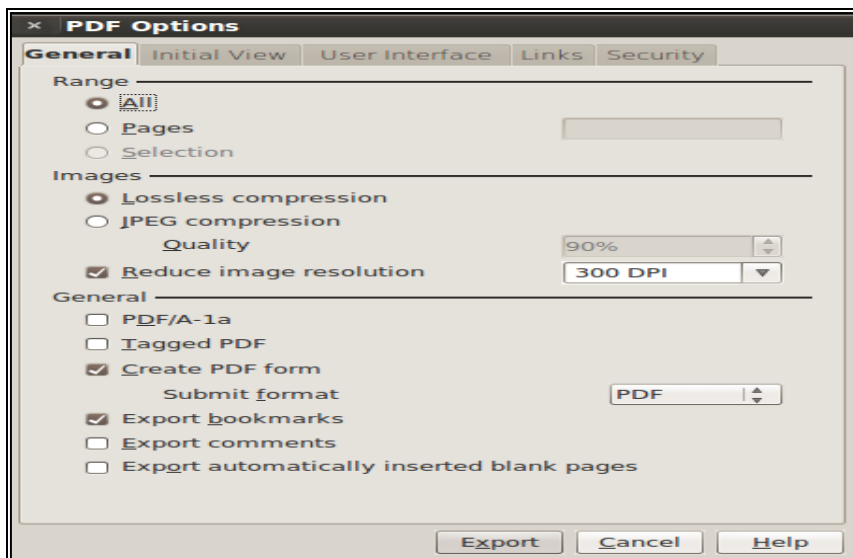 PDF Options
General Initial View User Interface Links Security
Range
All
Pages
Selection
Images
Lossless compression
JPEG compression
Quality 90%
Reduce image resolution 300 DPI
General
PDF/A-1a
Tagged PDF
Create PDF form
Submit format PDF
Export bookmarks
Export comments
Export automatically inserted blank pages
Export Cancel Help